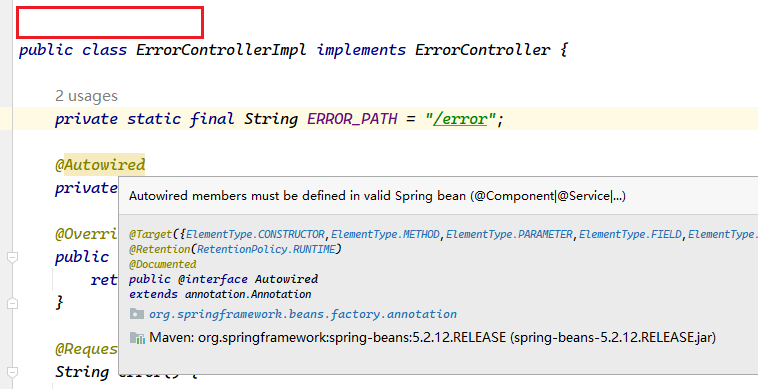 public class ErrorControllerImpl implements ErrorController {
2 usages
private static final String ERROR_PATH = "/error";
@Autowired
private
Autowired members must be defined in valid Spring bean (@Component|@Service|...)
@Target({ElementType.CONSTRUCTOR,ElementType.METHOD,ElementType.PARAMETER,ElementType.FIELD,ElementType.
@Retention(RetentionPolicy.RUNTIME)
@Documented
public @interface Autowired
extends annotation.Annotation
org.springframework.beans.factory.annotation
Maven: org.springframework:spring-beans:5.2.12.RELEASE (spring-beans-5.2.12.RELEASE.jar)
@Overri
public
ret
}
@Reques
String error() {